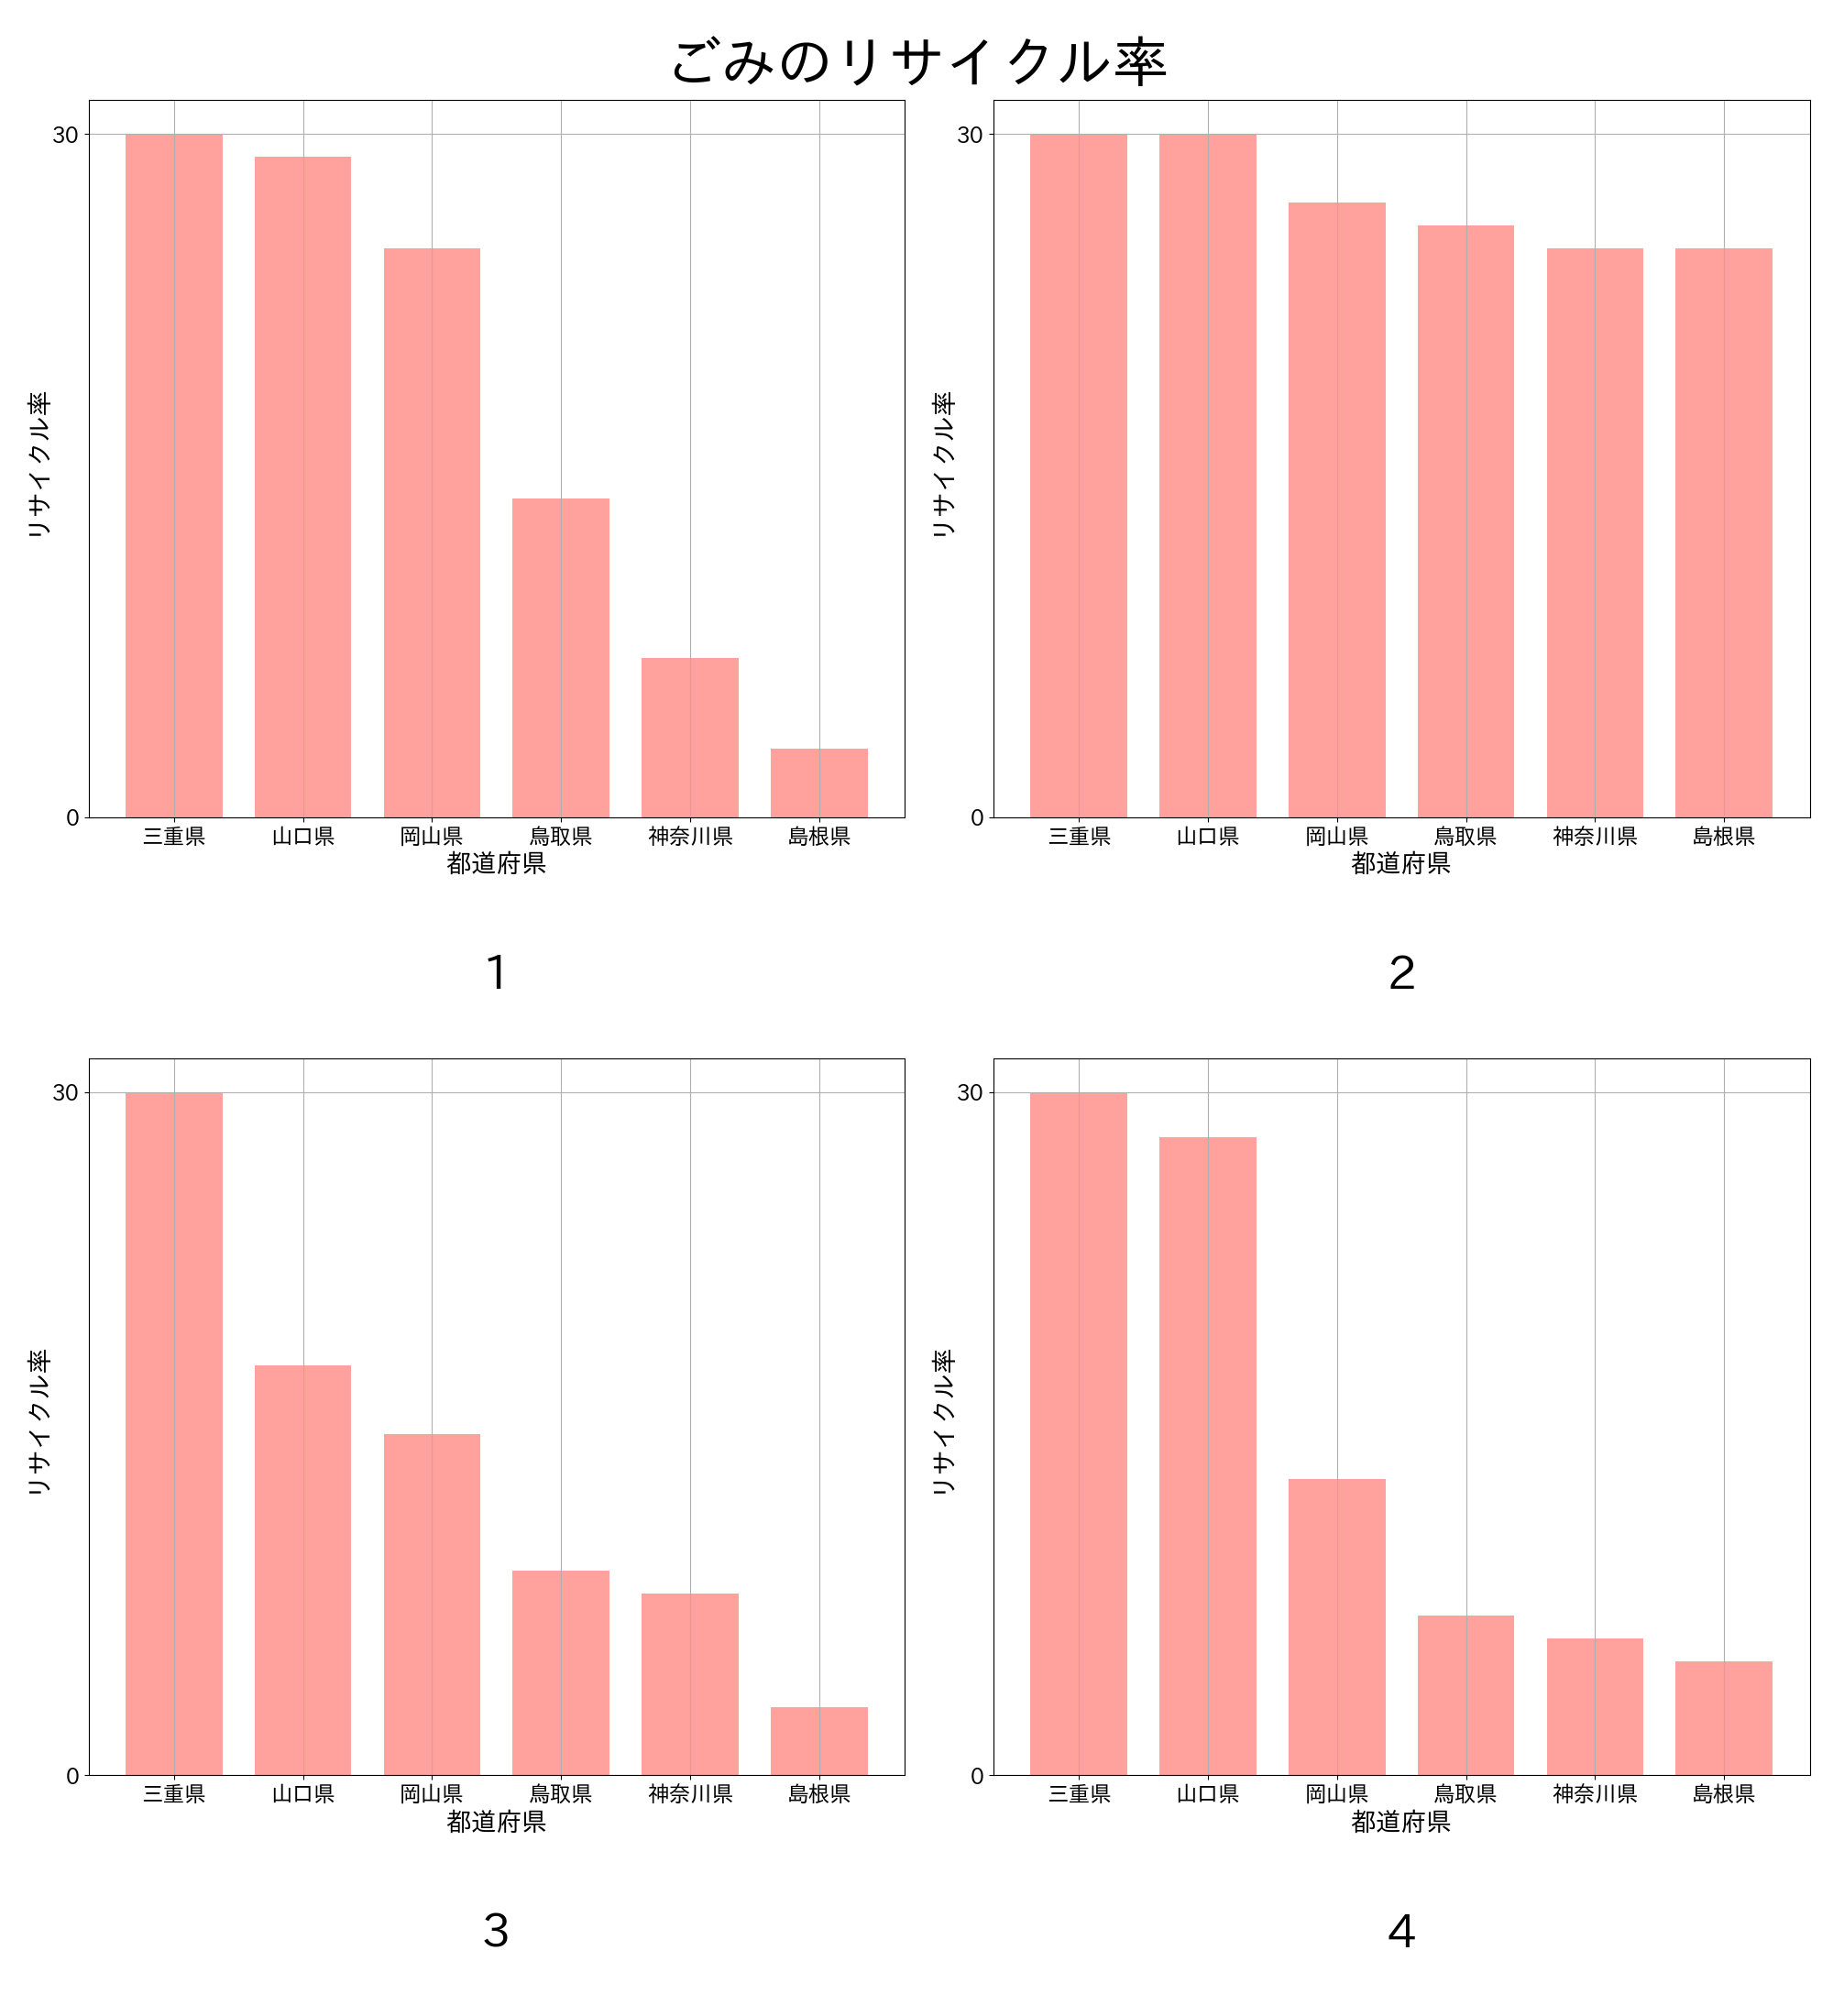 ごみのリサイクル率
30
0
リサイクル率
三重県 山口県 岡山県 鳥取県 神奈川県 島根県
都道府県
1
30
0
リサイクル率
三重県 山口県 岡山県 鳥取県 神奈川県 島根県
都道府県
2
30
0
リサイクル率
三重県 山口県 岡山県 鳥取県 神奈川県 島根県
都道府県
3
30
0
リサイクル率
三重県 山口県 岡山県 鳥取県 神奈川県 島根県
都道府県
4